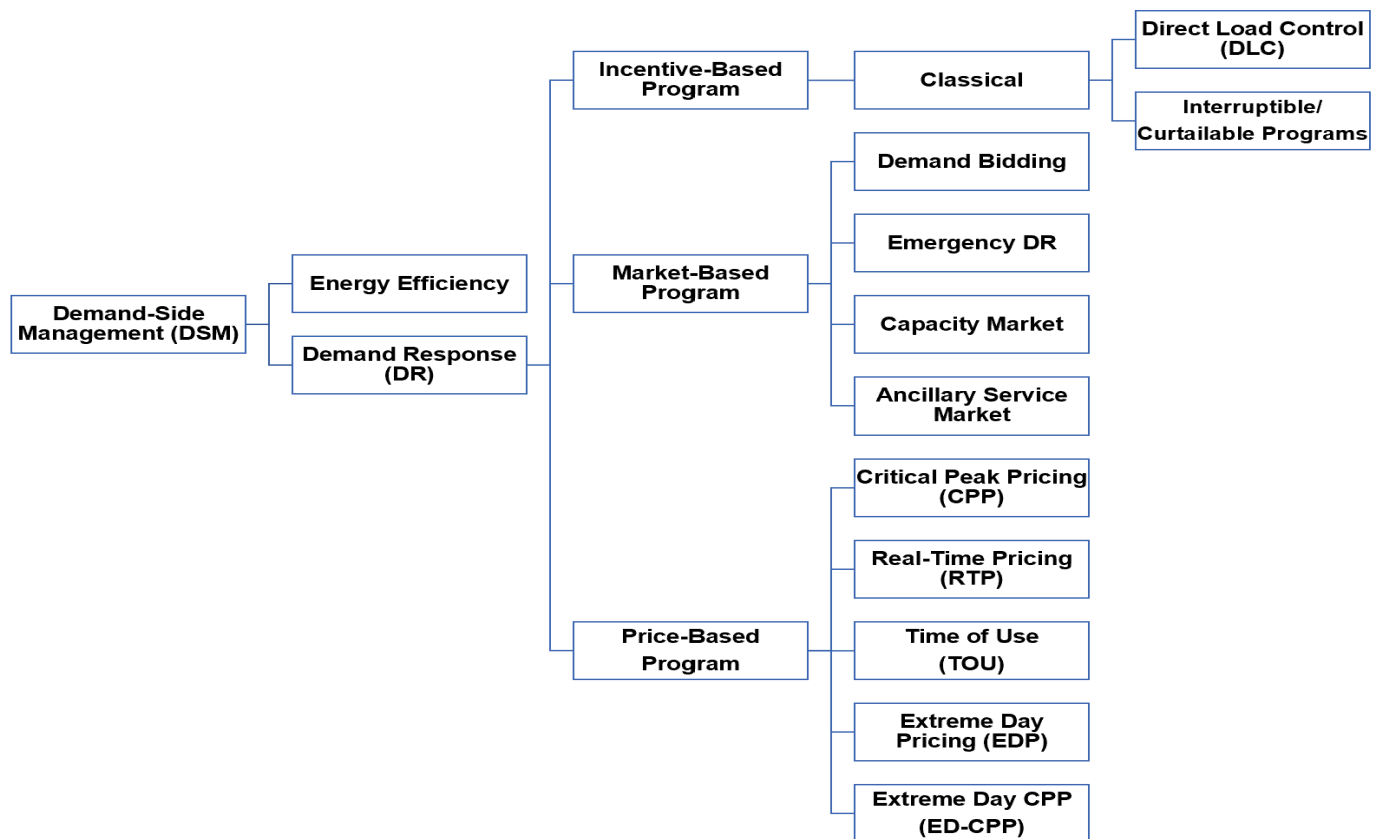 Direct Load Control
(DLC)
Incentive-Based
Program
Classical
Interruptible/
Curtailable Programs
Demand Bidding
Emergency DR
Energy Efficiency
Market-Based
Program
Demand-Side
Management (DSM)
Capacity Market
Demand Response
(DR)
Ancillary Service
Market
Critical Peak Pricing
(CPP)
Real-Time Pricing
(RTP)
Price-Based
Program
Time of Use
(TOU)
Extreme Day
Pricing (EDP)
Extreme Day CPP
(ED-CPP)